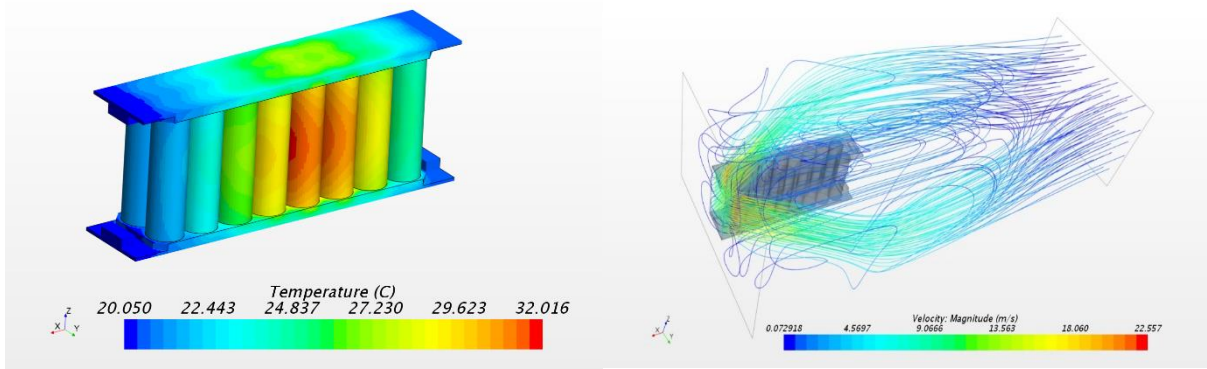 Temperature (C)
20.050 22.443 24.837 27.230 29.623 32.016
X Z Y
Velocity: Magnitude (m/s)
0.072918 4.5697 9.0666 13.563 18.060 22.557
X Z Y